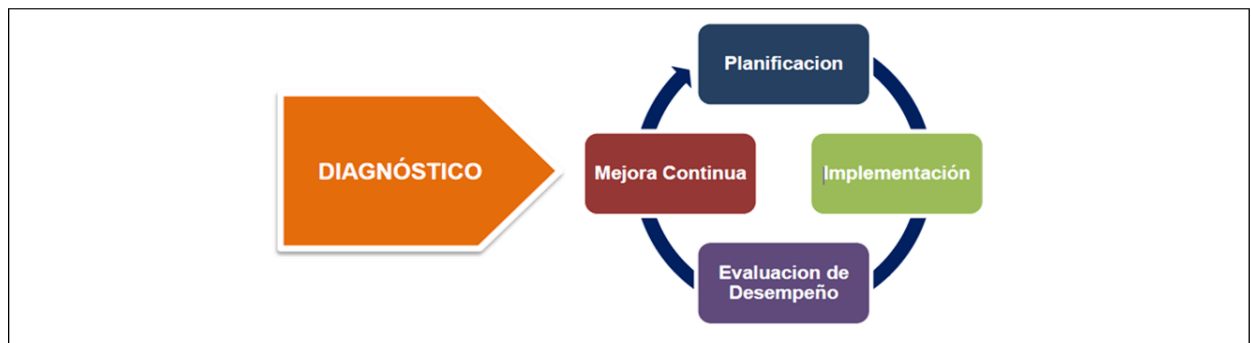 DIAGNÓSTICO
Planificacion
Implementación
Evaluacion de
Desempeño
Mejora Continua